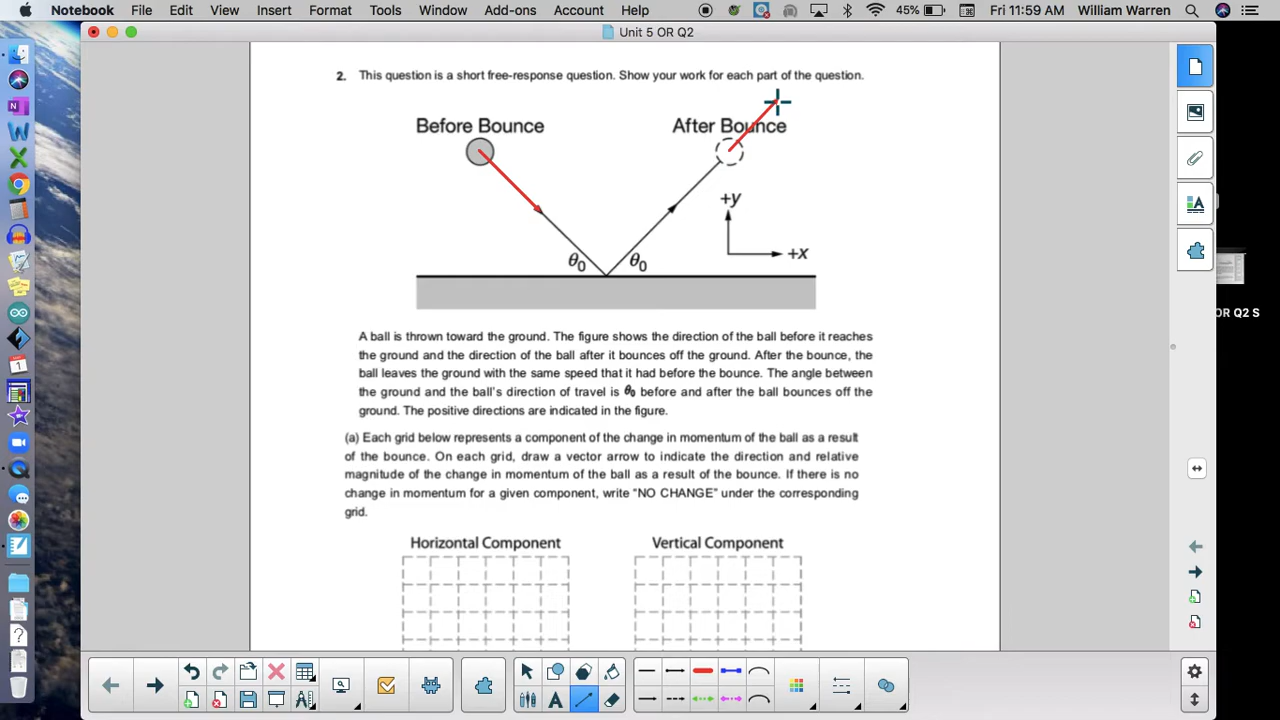 Notebook File Edit View Insert Format Tools Window Add-ons Account Help 45% Fri 11:59 AM William Warren
Unit 5 OR Q2
2. This question is a short free-response question. Show your work for each part of the question.
Before Bounce After Bounce
+y
+x
θ0 θ0
A ball is thrown toward the ground. The figure shows the direction of the ball before it reaches
the ground and the direction of the ball after it bounces off the ground. After the bounce, the
ball leaves the ground with the same speed that it had before the bounce. The angle between
the ground and the ball's direction of travel is θ0 before and after the ball bounces off the
ground. The positive directions are indicated in the figure.
(a) Each grid below represents a component of the change in momentum of the ball as a result
of the bounce. On each grid, draw a vector arrow to indicate the direction and relative
magnitude of the change in momentum of the ball as a result of the bounce. If there is no
change in momentum for a given component, write “NO CHANGE” under the corresponding
grid.
Horizontal Component Vertical Component
OR Q2 S